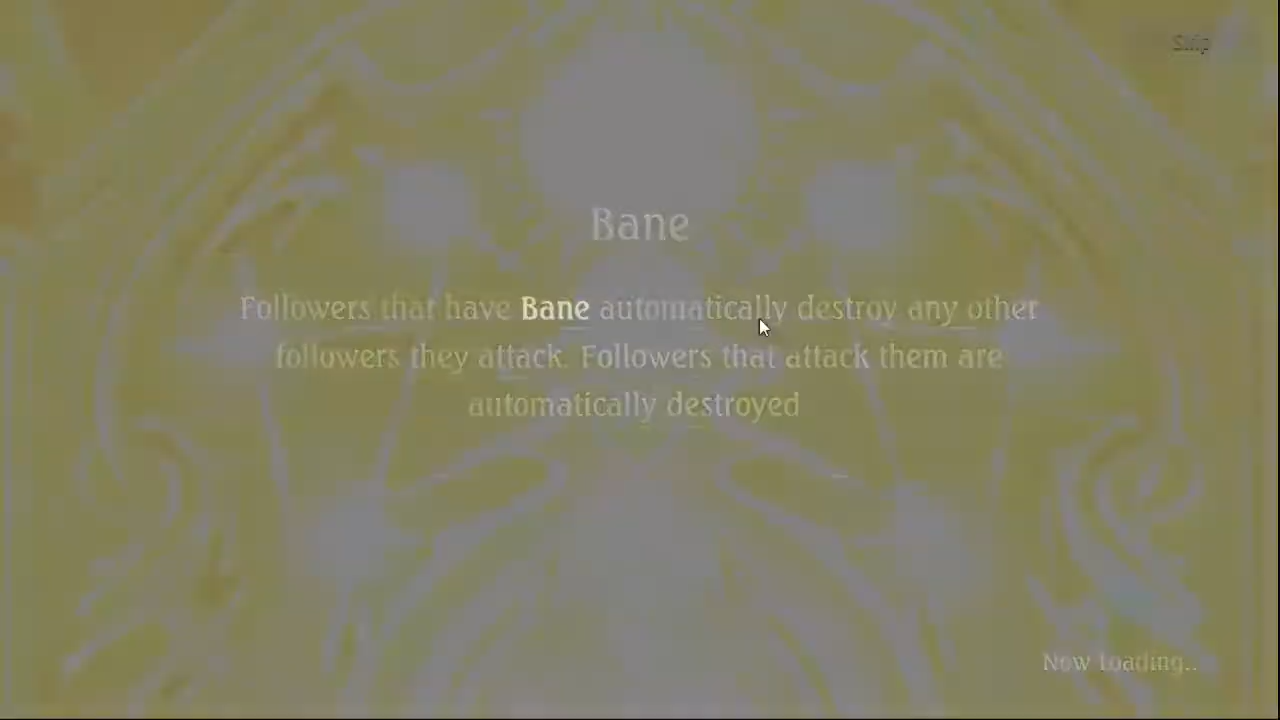 Skip
Bane
Followers that have Bane automatically destroy any other
followers they attack. Followers that attack them are
automatically destroyed
Now Loading..